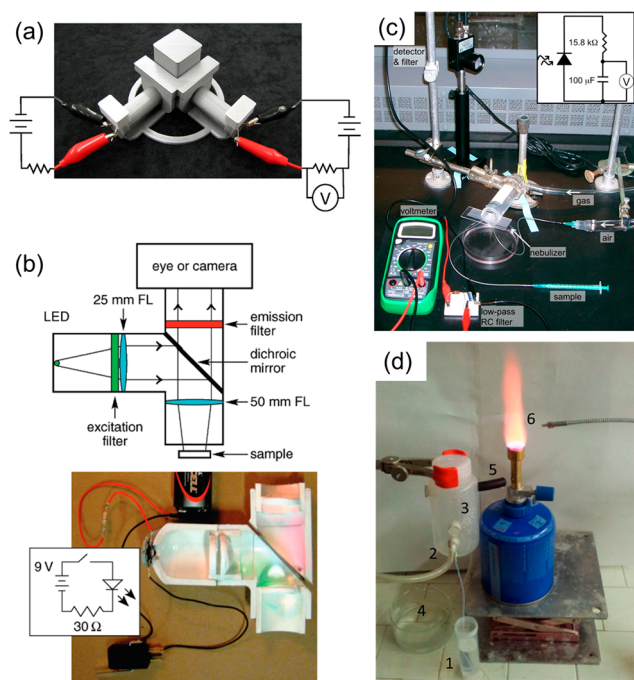 (a)
V
(b)
eye or camera
25 mm FL
LED
emission
filter
dichroic
mirror
50 mm FL
excitation
filter
sample
9 V
30 Ω
(c)
detector
& filter
15.8 kΩ
100 µF
V
gas
voltmeter
air
nebulizer
sample
low-pass
RC filter
(d)
6
5
3
2
4
1